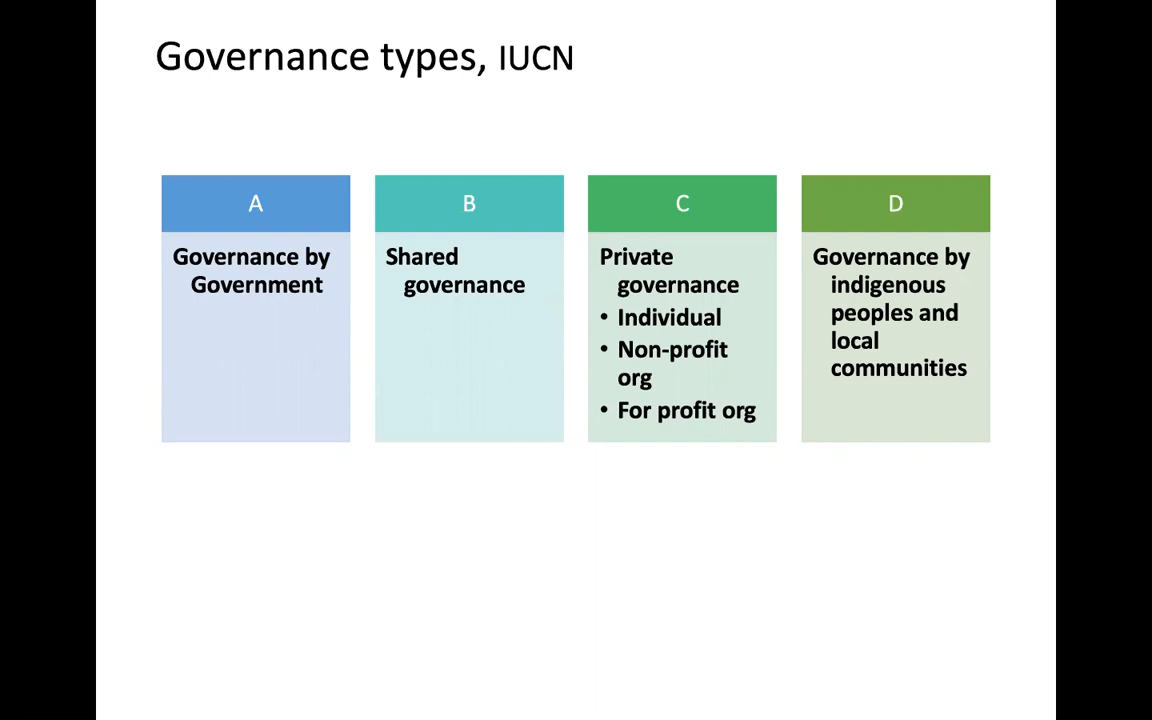 Governance types, IUCN
A
Governance by
Government
B
Shared
governance
C
Private
governance
• Individual
• Non-profit
org
• For profit org
D
Governance by
indigenous
peoples and
local
communities